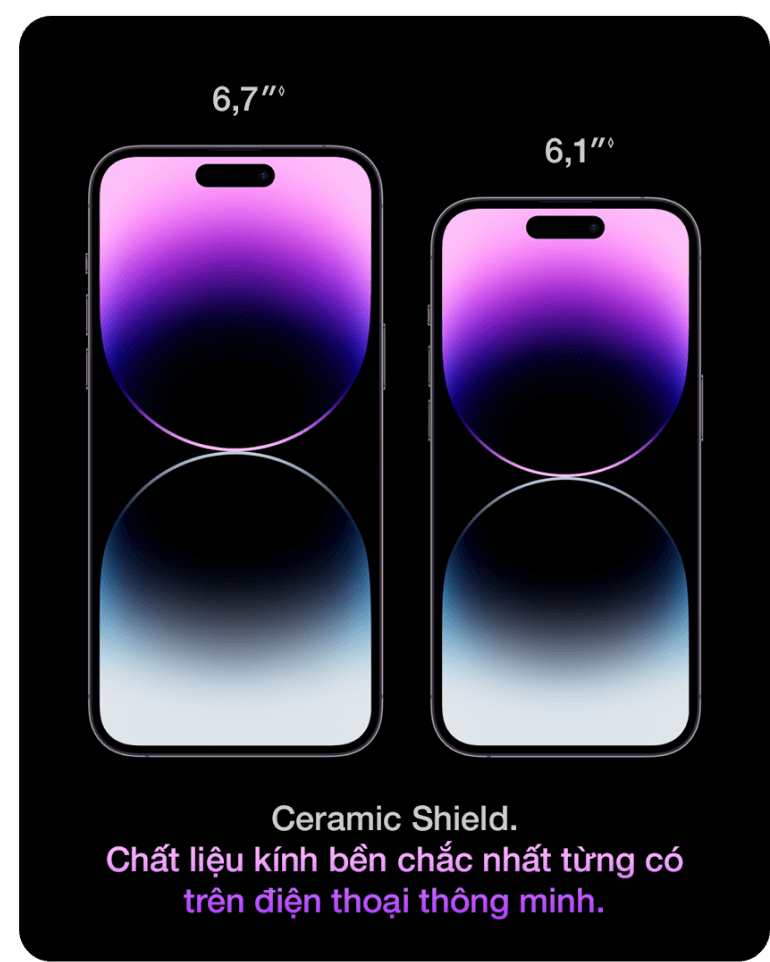 6,7″◊
6,1″◊
Ceramic Shield.
Chất liệu kính bền chắc nhất từng có
trên điện thoại thông minh.